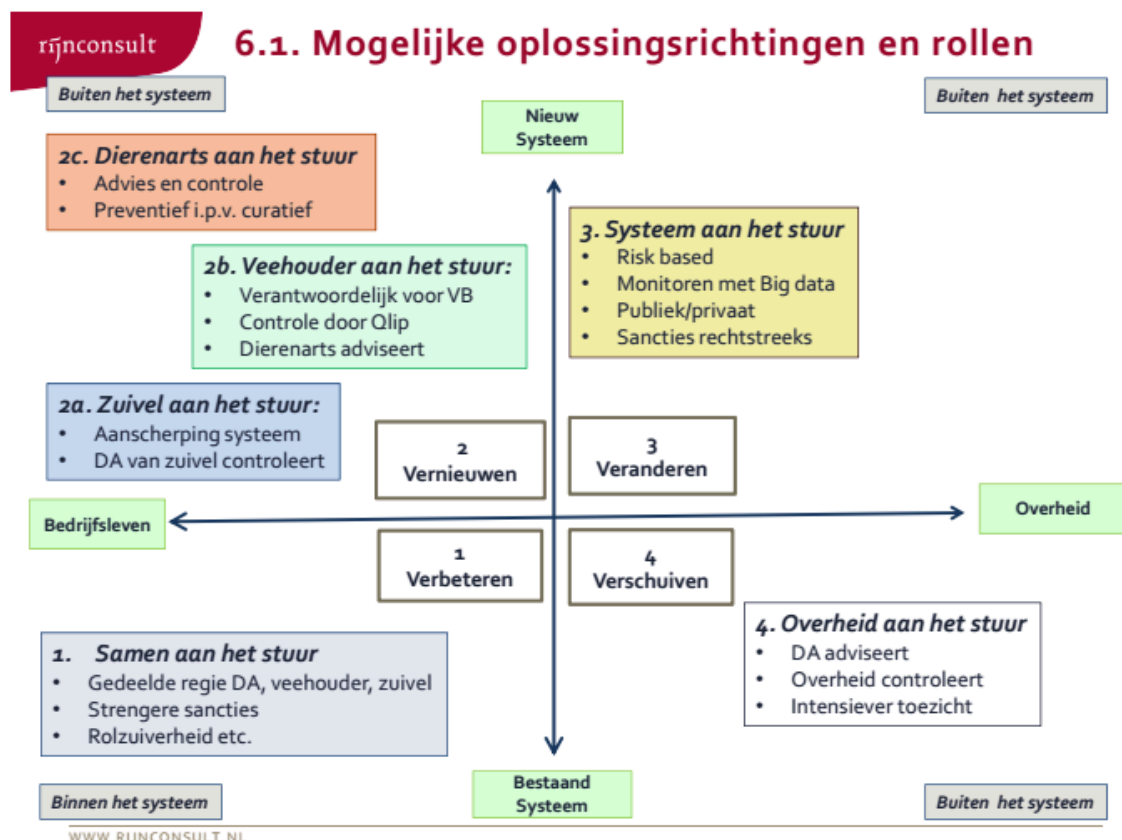 rijnconsult
6.1. Mogelijke oplossingsrichtingen en rollen
Buiten het systeem
Buiten het systeem
Nieuw
Systeem
2c. Dierenarts aan het stuur
• Advies en controle
• Preventief i.p.v. curatief
3. Systeem aan het stuur
• Risk based
• Monitoren met Big data
• Publiek/privaat
• Sancties rechtstreeks
2b. Veehouder aan het stuur:
• Verantwoordelijk voor VB
• Controle door Qlip
• Dierenarts adviseert
2a. Zuivel aan het stuur:
• Aanscherping systeem
• DA van zuivel controleert
2
Vernieuwen
3
Veranderen
Bedrijfsleven
Overheid
1
Verbeteren
4
Verschuiven
1. Samen aan het stuur
• Gedeelde regie DA, veehouder, zuivel
• Strengere sancties
• Rolzuiverheid etc.
4. Overheid aan het stuur
• DA adviseert
• Overheid controleert
• Intensiever toezicht
Bestaand
Systeem
Binnen het systeem
Buiten het systeem
WWW.RIJNCONSULT.NL